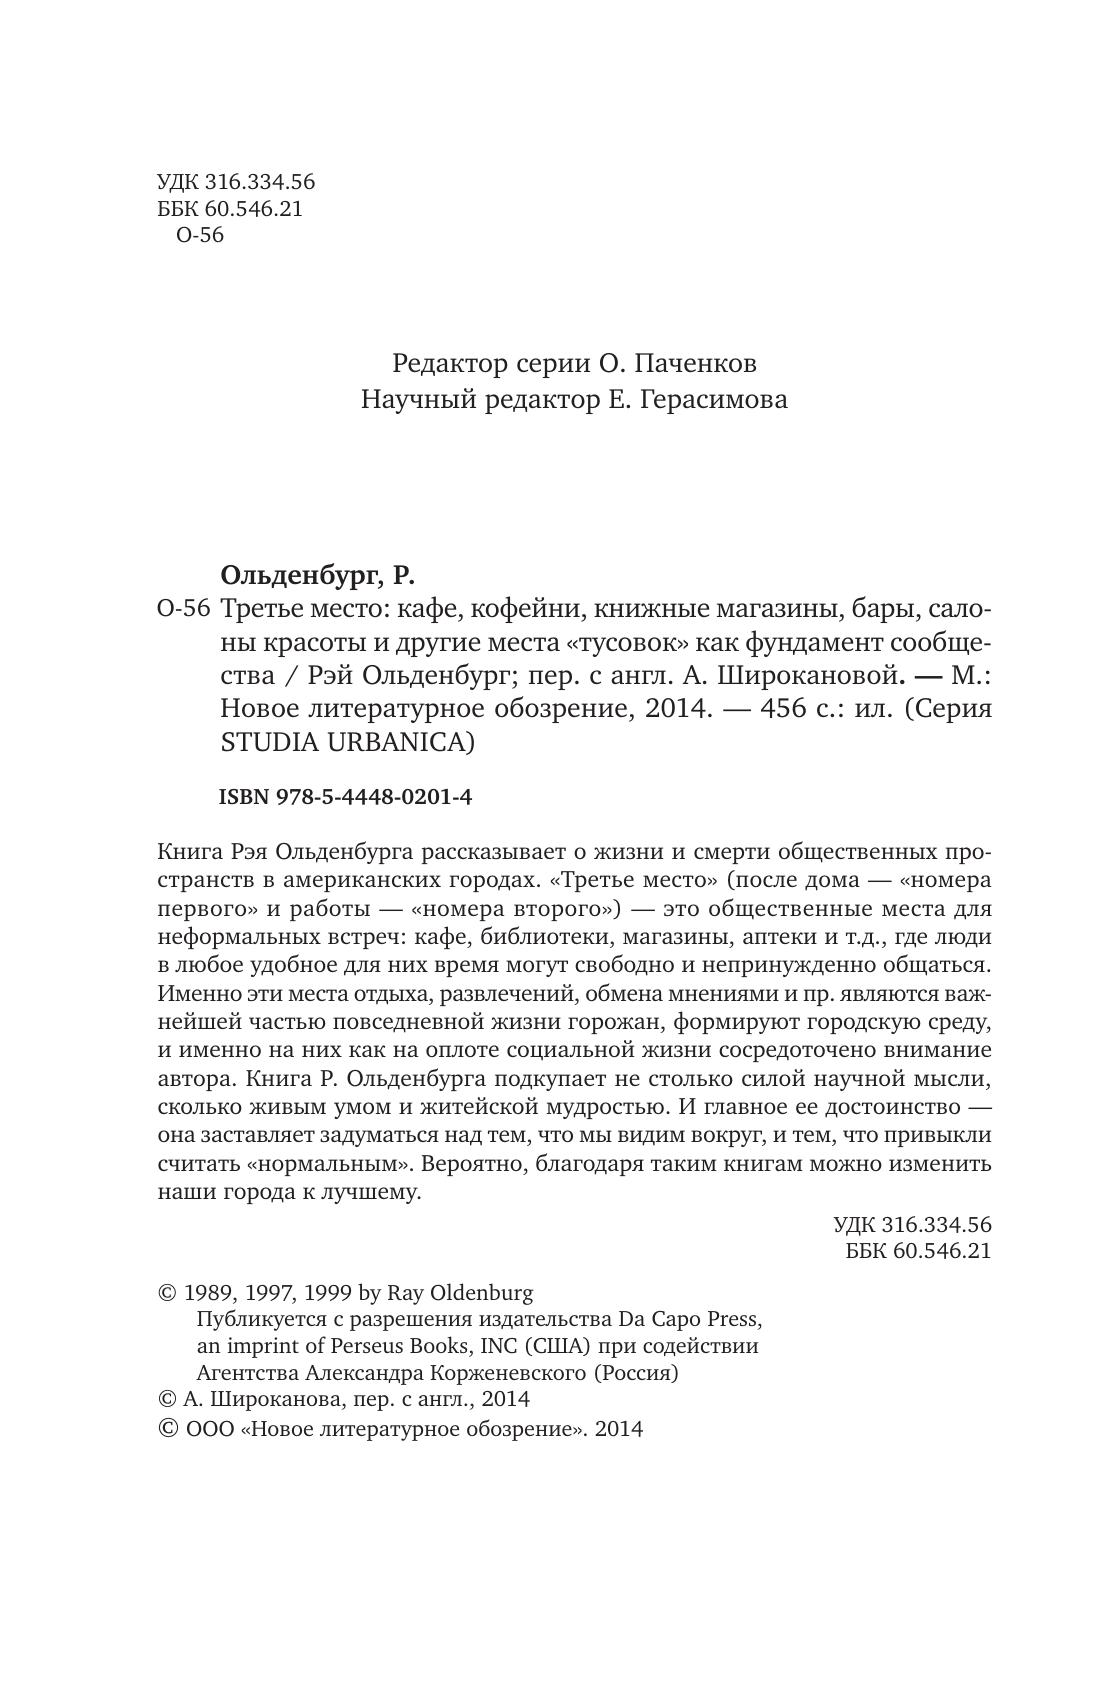 УДК 316.334.56
ББК 60.546.21
О-56
Редактор серии О. Паченков
Научный редактор Е. Герасимова
Ольденбург, Р.
О-56 Третье место: кафе, кофейни, книжные магазины, бары, сало-
ны красоты и другие места «тусовок» как фундамент сообще-
ства / Рэй Ольденбург; пер. с англ. А. Широкановой. — М.:
Новое литературное обозрение, 2014. — 456 с.: ил. (Серия
STUDIA URBANICA)
ISBN 978-5-4448-0201-4
Книга Рэя Ольденбурга рассказывает о жизни и смерти общественных про-
странств в американских городах. «Третье место» (после дома — «номера
первого» и работы — «номера второго») — это общественные места для
неформальных встреч: кафе, библиотеки, магазины, аптеки и т.д., где люди
в любое удобное для них время могут свободно и непринужденно общаться.
Именно эти места отдыха, развлечений, обмена мнениями и пр. являются важ-
нейшей частью повседневной жизни горожан, формируют городскую среду,
и именно на них как на оплоте социальной жизни сосредоточено внимание
автора. Книга Р. Ольденбурга подкупает не столько силой научной мысли,
сколько живым умом и житейской мудростью. И главное ее достоинство —
она заставляет задуматься над тем, что мы видим вокруг, и тем, что привыкли
считать «нормальным». Вероятно, благодаря таким книгам можно изменить
наши города к лучшему.
УДК 316.334.56
ББК 60.546.21
© 1989, 1997, 1999 by Ray Oldenburg
Публикуется с разрешения издательства Da Capo Press,
an imprint of Perseus Books, INC (США) при содействии
Агентства Александра Корженевского (Россия)
© А. Широканова, пер. с англ., 2014
© ООО «Новое литературное обозрение». 2014